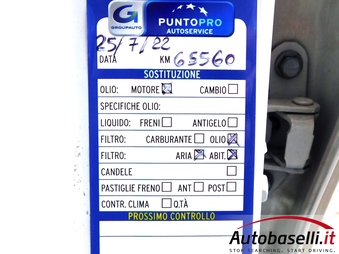 G PUNTOPRO
GROUPAUTO AUTOSERVICE
25/7/22 65560
DATA KM
SOSTITUZIONE
OLIO: MOTORE CAMBIO
SPECIFICHE OLIO:
LIQUIDO: FRENI ANTIGELO
FILTRO: CARBURANTE OLIO
FILTRO: ARIA ABIT.
CANDELE
PASTIGLIE FRENO ANT POST
CONTR. CLIMA Q.TÀ
PROSSIMO CONTROLLO
Autobaselli.it
STOP SEARCHING. START DRIVING.